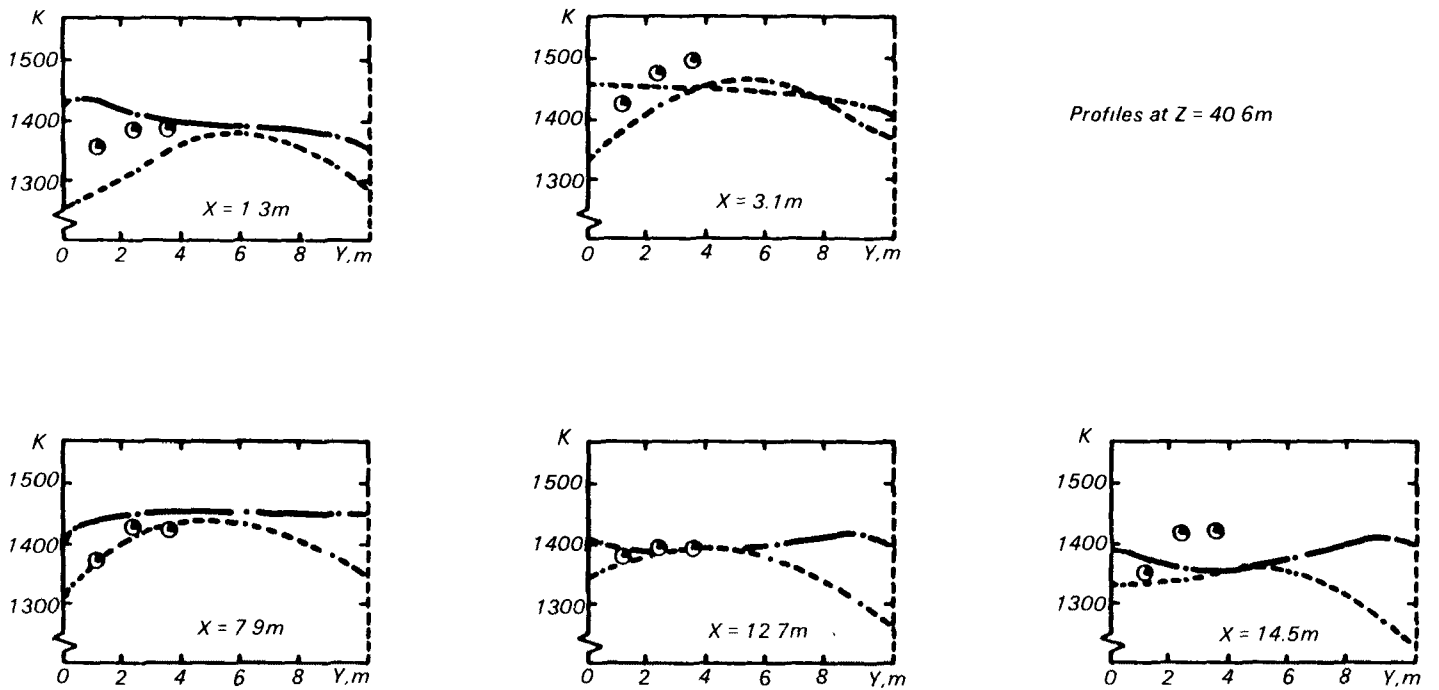 K
1500
1400
1300
X = 1 3m
0 2 4 6 8 Y,m
K
1500
1400
1300
X = 3.1m
0 2 4 6 8 Y,m
Profiles at Z = 40 6m
K
1500
1400
1300
X = 7 9m
0 2 4 6 8 Y,m
K
1500
1400
1300
X = 12 7m
0 2 4 6 8 Y,m
K
1500
1400
1300
X = 14.5m
0 2 4 6 8 Y,m